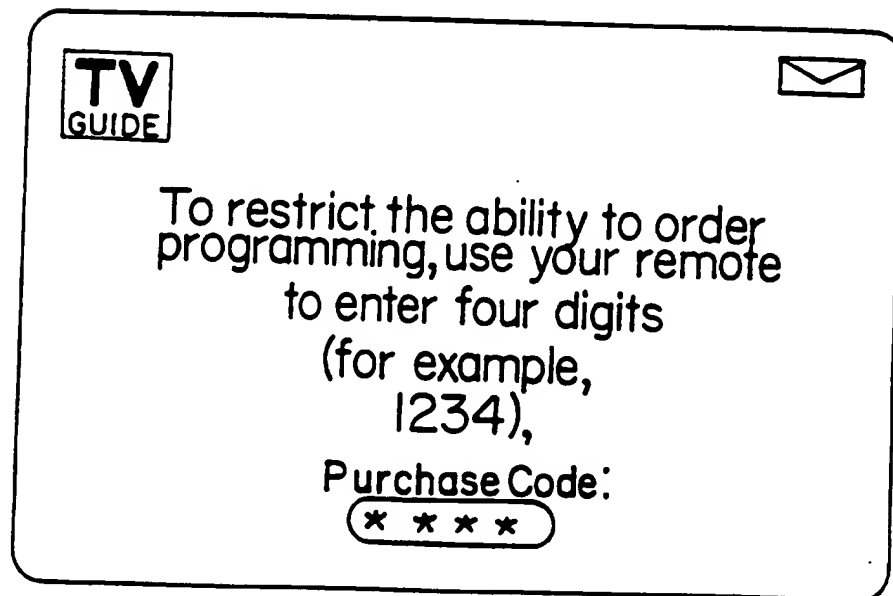 TV
GUIDE
To restrict the ability to order
programming, use your remote
to enter four digits
(for example,
1234),
Purchase Code:
* * * *